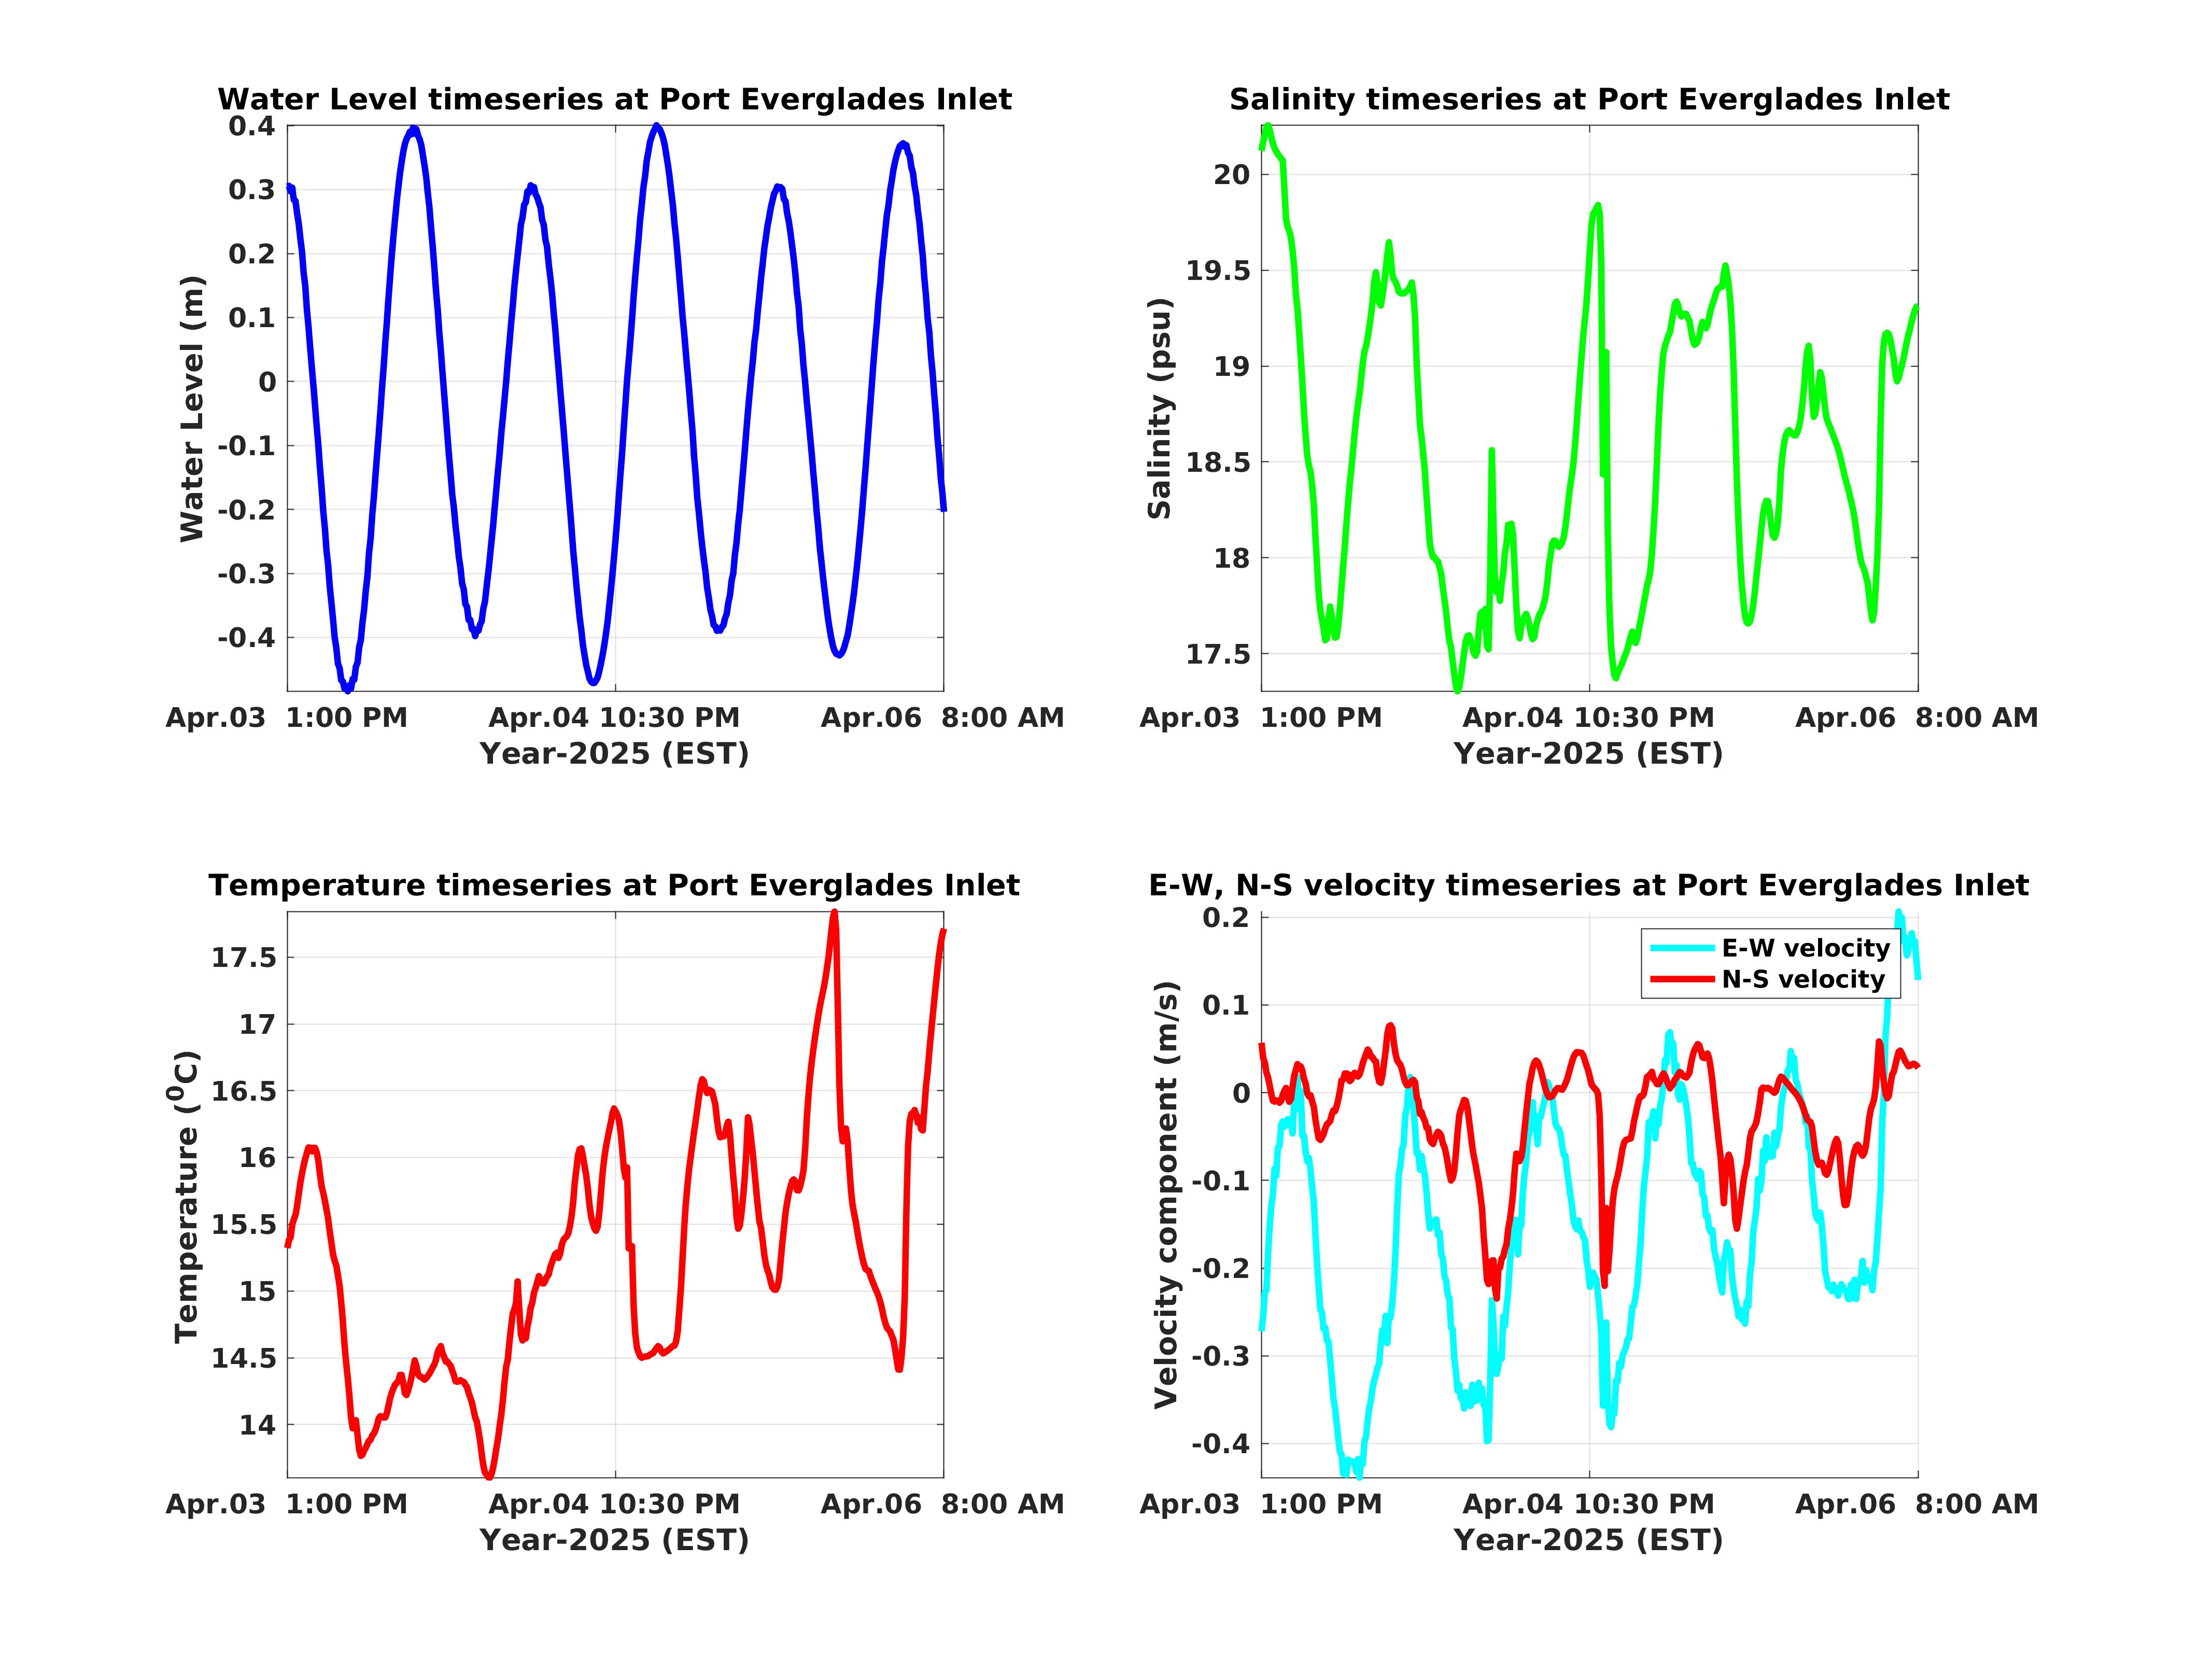 Water Level timeseries at Port Everglades Inlet
Water Level (m)
0.4
0.3
0.2
0.1
0
-0.1
-0.2
-0.3
-0.4
Apr.03 1:00 PM Apr.04 10:30 PM Apr.06 8:00 AM
Year-2025 (EST)
Salinity timeseries at Port Everglades Inlet
Salinity (psu)
20
19.5
19
18.5
18
17.5
Apr.03 1:00 PM Apr.04 10:30 PM Apr.06 8:00 AM
Year-2025 (EST)
Temperature timeseries at Port Everglades Inlet
Temperature (⁰C)
17.5
17
16.5
16
15.5
15
14.5
14
Apr.03 1:00 PM Apr.04 10:30 PM Apr.06 8:00 AM
Year-2025 (EST)
E-W, N-S velocity timeseries at Port Everglades Inlet
Velocity component (m/s)
0.2
0.1
0
-0.1
-0.2
-0.3
-0.4
E-W velocity
N-S velocity
Apr.03 1:00 PM Apr.04 10:30 PM Apr.06 8:00 AM
Year-2025 (EST)